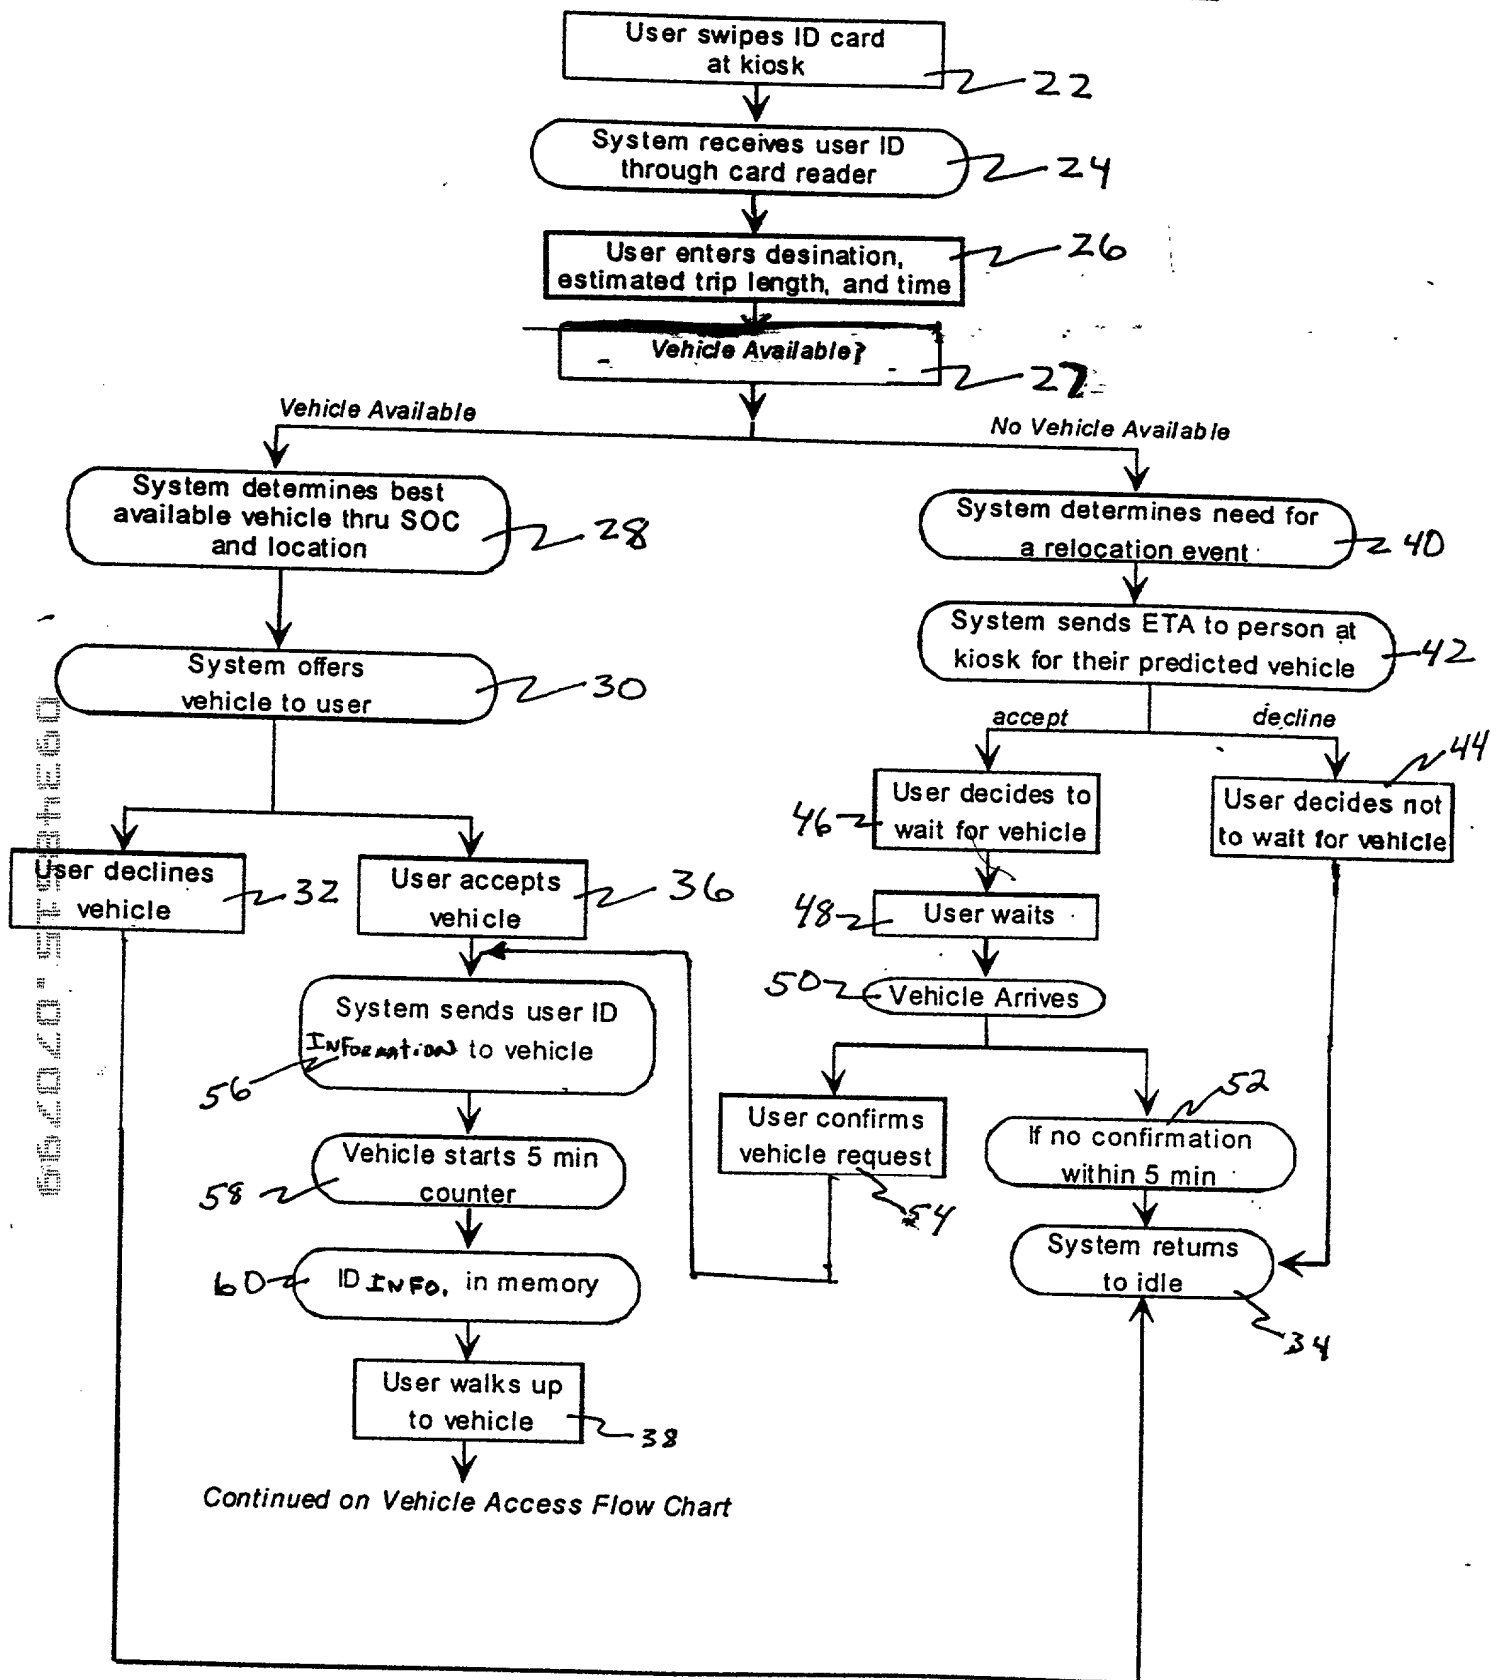 User swipes ID card
at kiosk
22
System receives user ID
through card reader
24
User enters desination,
estimated trip length, and time
26
Vehicle Available?
27
Vehicle Available
No Vehicle Available
System determines best
available vehicle thru SOC
and location
28
System determines need for
a relocation event
40
System offers
vehicle to user
30
System sends ETA to person at
kiosk for their predicted vehicle
42
accept
decline
44
46
User decides to
wait for vehicle
User decides not
to wait for vehicle
User declines
vehicle
32
User accepts
vehicle
36
48
User waits
50
Vehicle Arrives
System sends user ID
INFORMATION to vehicle
56
52
User confirms
vehicle request
54
If no confirmation
within 5 min
Vehicle starts 5 min
counter
58
System returns
to idle
34
60
ID INFO. in memory
User walks up
to vehicle
38
Continued on Vehicle Access Flow Chart